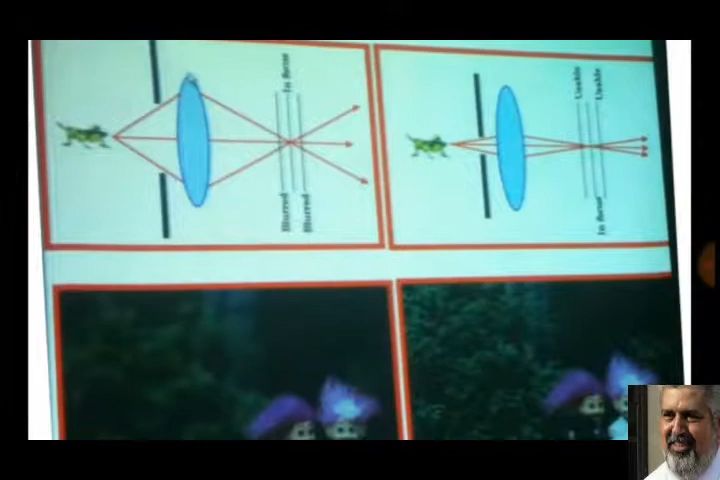 In focus
Blurred
Blurred
Usable
Usable
In focus